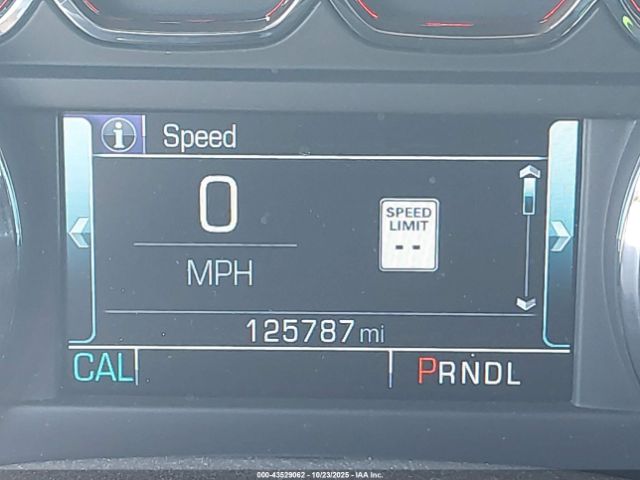 i Speed
0
MPH
SPEED
LIMIT
--
125787 mi
CAL PRNDL
000-43529062 - 10/23/2025 - IAA Inc.